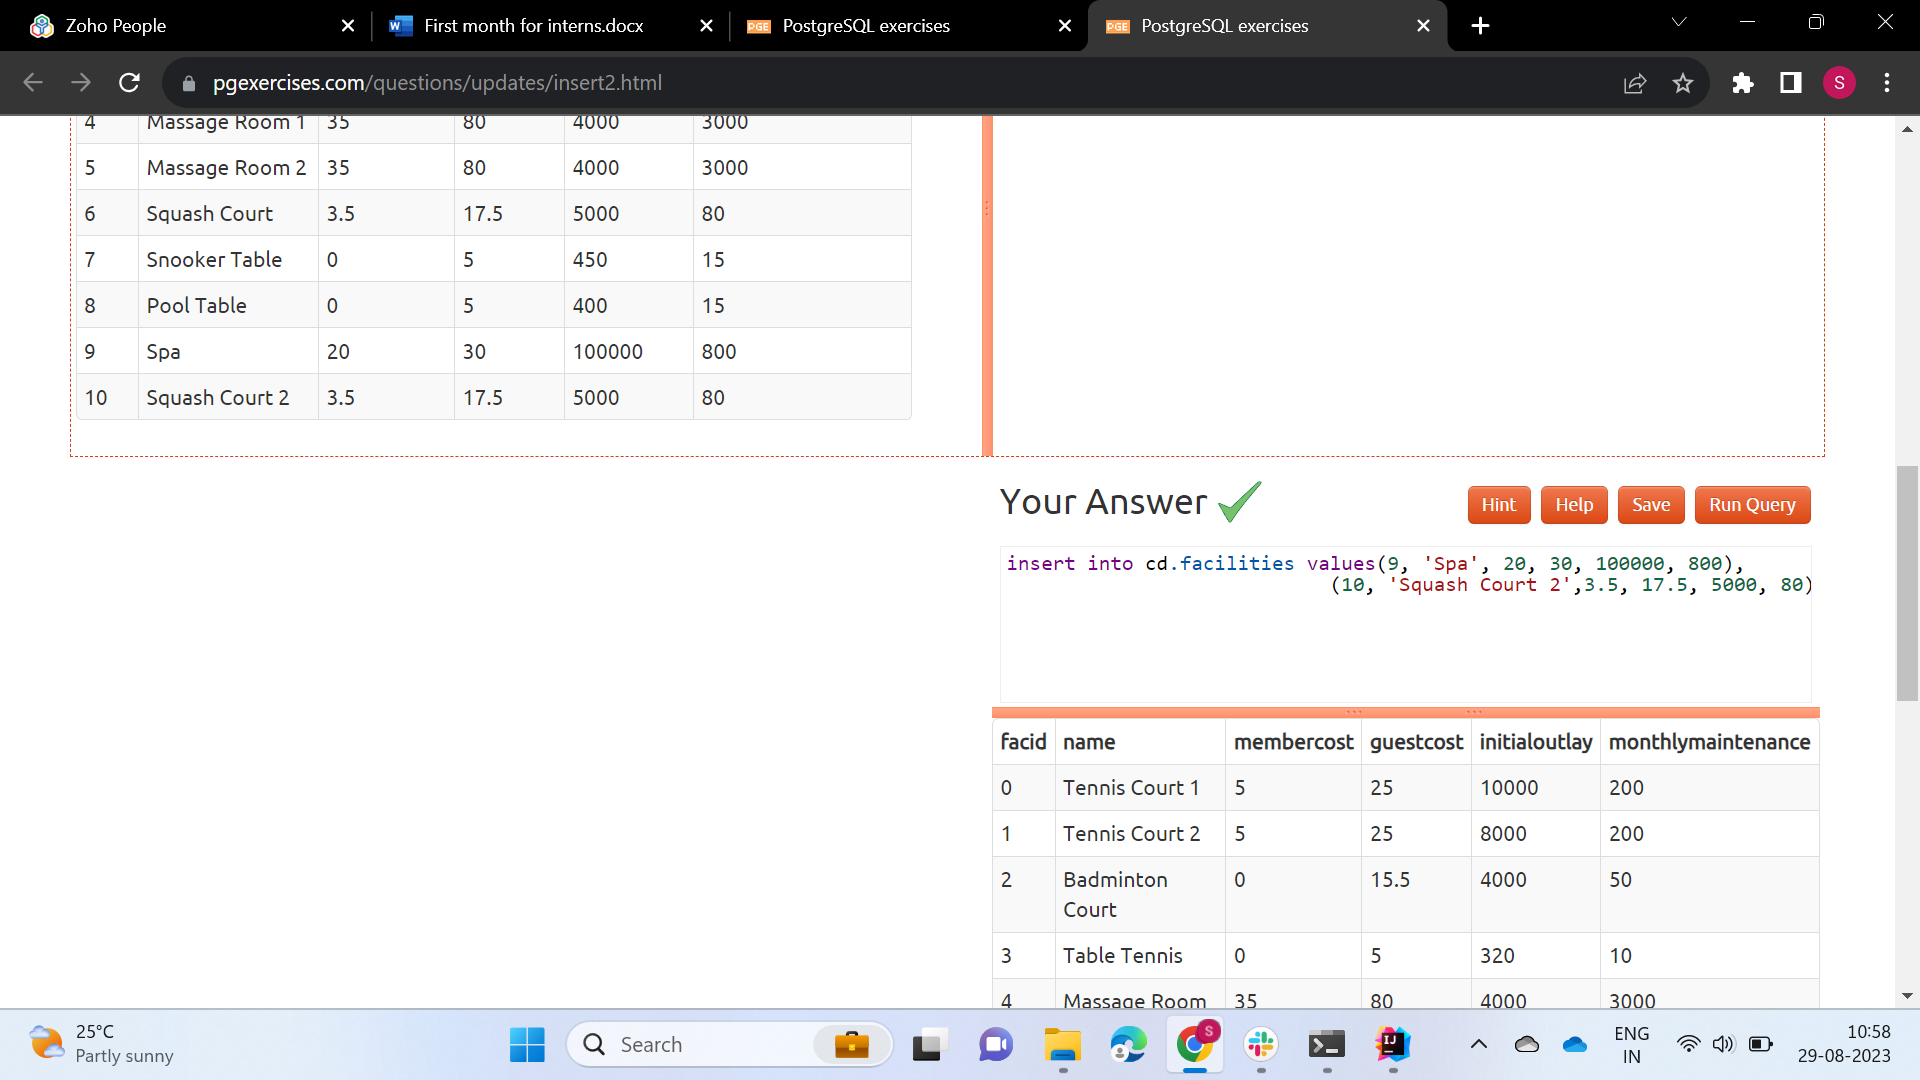 Zoho People
W First month for interns.docx
PGE PostgreSQL exercises
PGE PostgreSQL exercises
pgexercises.com/questions/updates/insert2.html
S
4 Massage Room 1 35 80 4000 3000
5 Massage Room 2 35 80 4000 3000
6 Squash Court 3.5 17.5 5000 80
7 Snooker Table 0 5 450 15
8 Pool Table 0 5 400 15
9 Spa 20 30 100000 800
10 Squash Court 2 3.5 17.5 5000 80
Your Answer
Hint Help Save Run Query
insert into cd.facilities values(9, 'Spa', 20, 30, 100000, 800),
(10, 'Squash Court 2',3.5, 17.5, 5000, 80)
facid name membercost guestcost initialoutlay monthlymaintenance
0 Tennis Court 1 5 25 10000 200
1 Tennis Court 2 5 25 8000 200
2 Badminton Court 0 15.5 4000 50
3 Table Tennis 0 5 320 10
4 Massage Room 35 80 4000 3000
25°C
Partly sunny
Search
S
IJ
ENG
IN
10:58
29-08-2023